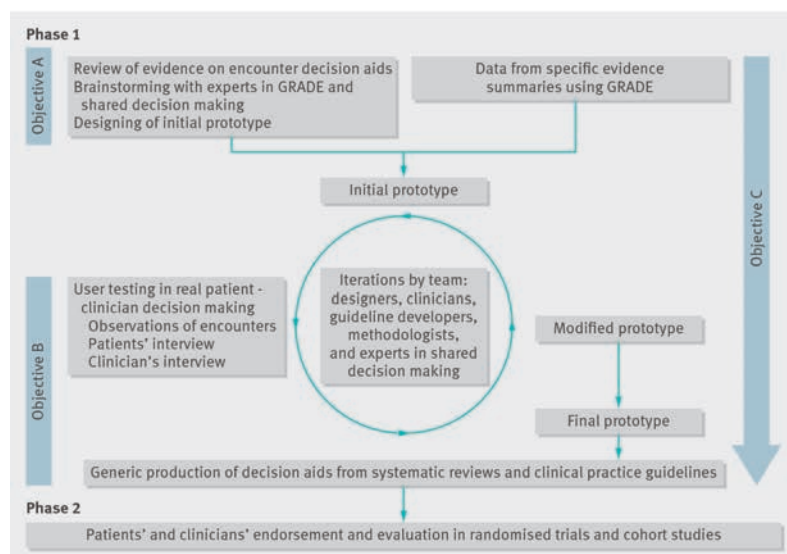 Phase 1
Objective A
Review of evidence on encounter decision aids
Brainstorming with experts in GRADE and
shared decision making
Designing of initial prototype
Data from specific evidence
summaries using GRADE
Objective C
Initial prototype
Objective B
User testing in real patient -
clinician decision making
Observations of encounters
Patients' interview
Clinician's interview
Iterations by team:
designers, clinicians,
guideline developers,
methodologists,
and experts in shared
decision making
Modified prototype
Final prototype
Generic production of decision aids from systematic reviews and clinical practice guidelines
Phase 2
Patients' and clinicians' endorsement and evaluation in randomised trials and cohort studies